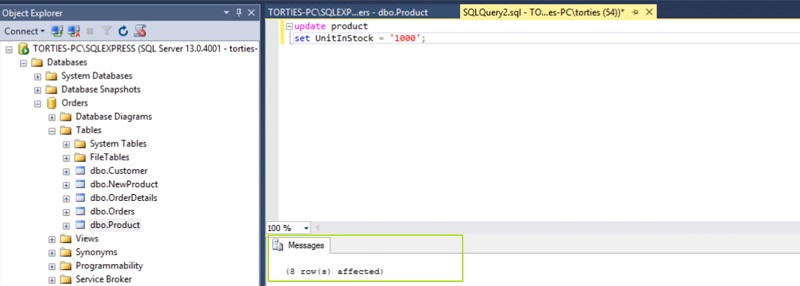 Object Explorer
Connect
TORTIES-PC\SQLEXPRESS (SQL Server 13.0.4001 - torties-
Databases
System Databases
Database Snapshots
Orders
Database Diagrams
Tables
System Tables
FileTables
dbo.Customer
dbo.NewProduct
dbo.OrderDetails
dbo.Orders
dbo.Product
Views
Synonyms
Programmability
Service Broker
TORTIES-PC\SQLEXP...ers - dbo.Product
SQLQuery2.sql - TO...es-PC\torties (54))*
update product
set UnitInStock = '1000';
100 %
Messages
(8 row(s) affected)